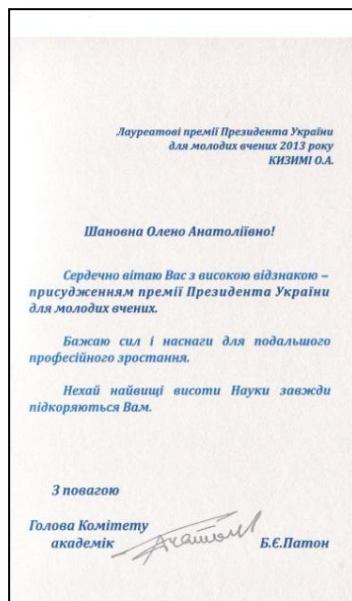 Лауреатові премії Президента України
для молодих вчених 2013 року
КИЗИМІ О.А.
Шановна Олено Анатоліївно!
Сердечно вітаю Вас з високою відзнакою –
присудженням премії Президента України
для молодих вчених.
Бажаю сил і наснаги для подальшого
професійного зростання.
Нехай найвищі висоти Науки завжди
підкоряються Вам.
З повагою
Голова Комітету
академік Б.Є.Патон